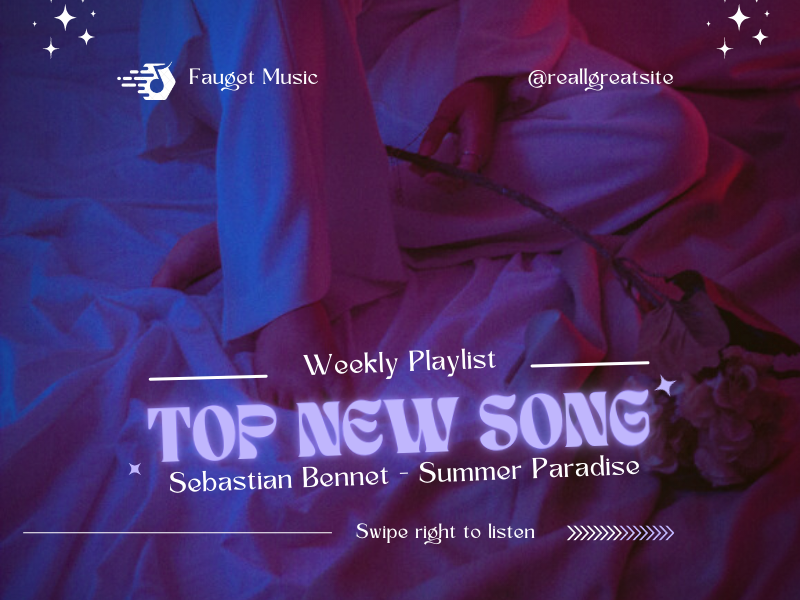 Fauget Music
@reallgreatsite
Weekly Playlist
TOP NEW SONG
Sebastian Bennet - Summer Paradise
Swipe right to listen